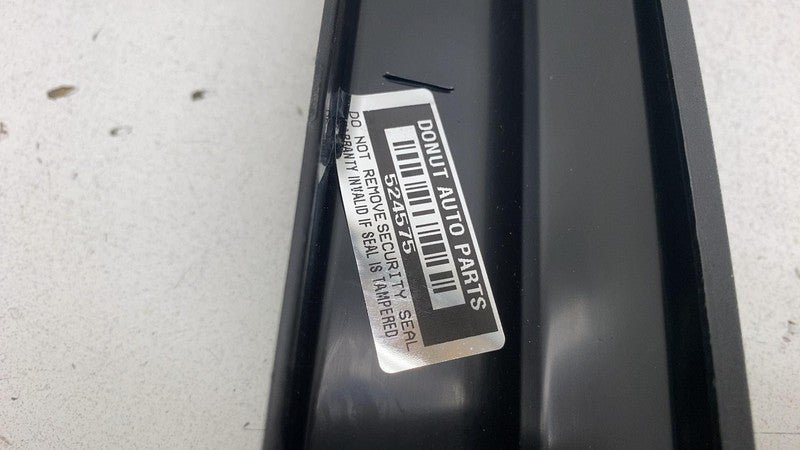 DONUT AUTO PARTS
524575
DO NOT REMOVE SECURITY SEAL
WARRANTY INVALID IF SEAL IS TAMPERED